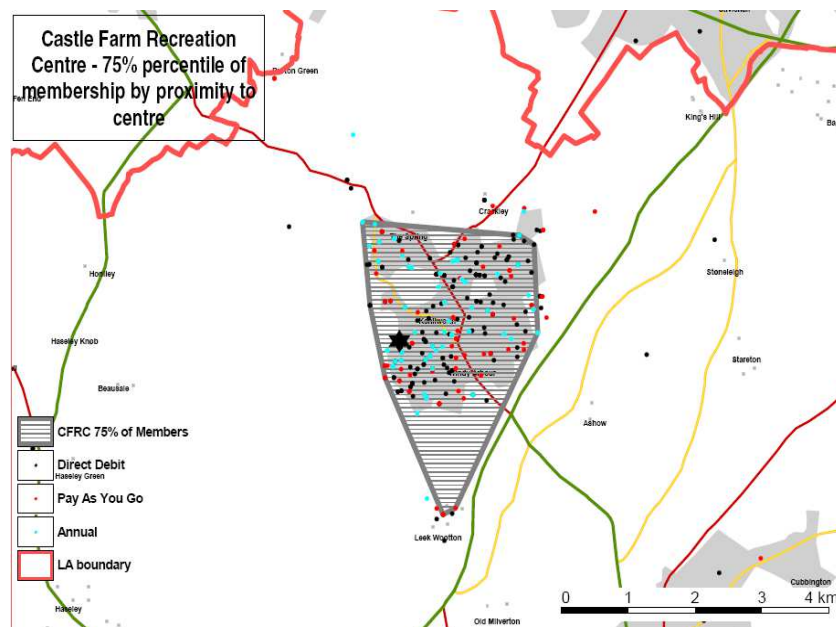 Castle Farm Recreation
Centre - 75% percentile of
membership by proximity to
centre
Burton Green
Fen End
King's Hill
Crackley
The Spring
Stoneleigh
Honiley
Kenilworth
Haseley Knob
Stareton
Windy Arbour
Beausale
Ashow
CFRC 75% of Members
Direct Debit
Haseley Green
Pay As You Go
Annual
Leek Wootton
LA boundary
Cubbington
Haseley
Old Milverton
0 1 2 3 4 km